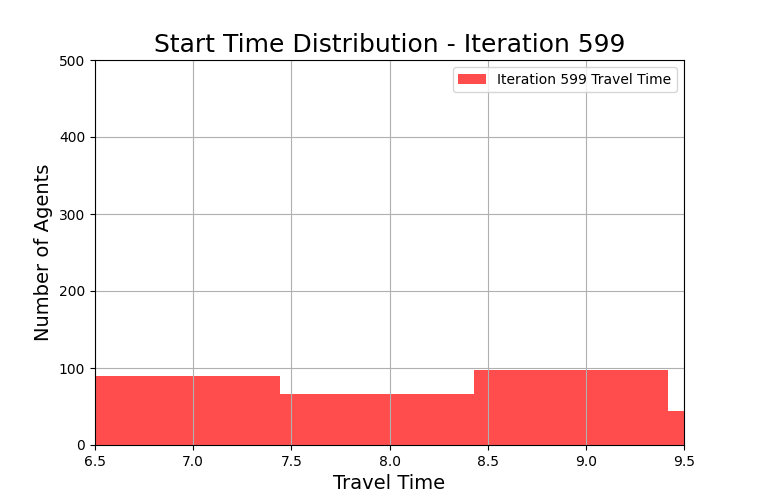 Start Time Distribution - Iteration 599
Iteration 599 Travel Time
Number of Agents
500
400
300
200
100
0
6.5 7.0 7.5 8.0 8.5 9.0 9.5
Travel Time